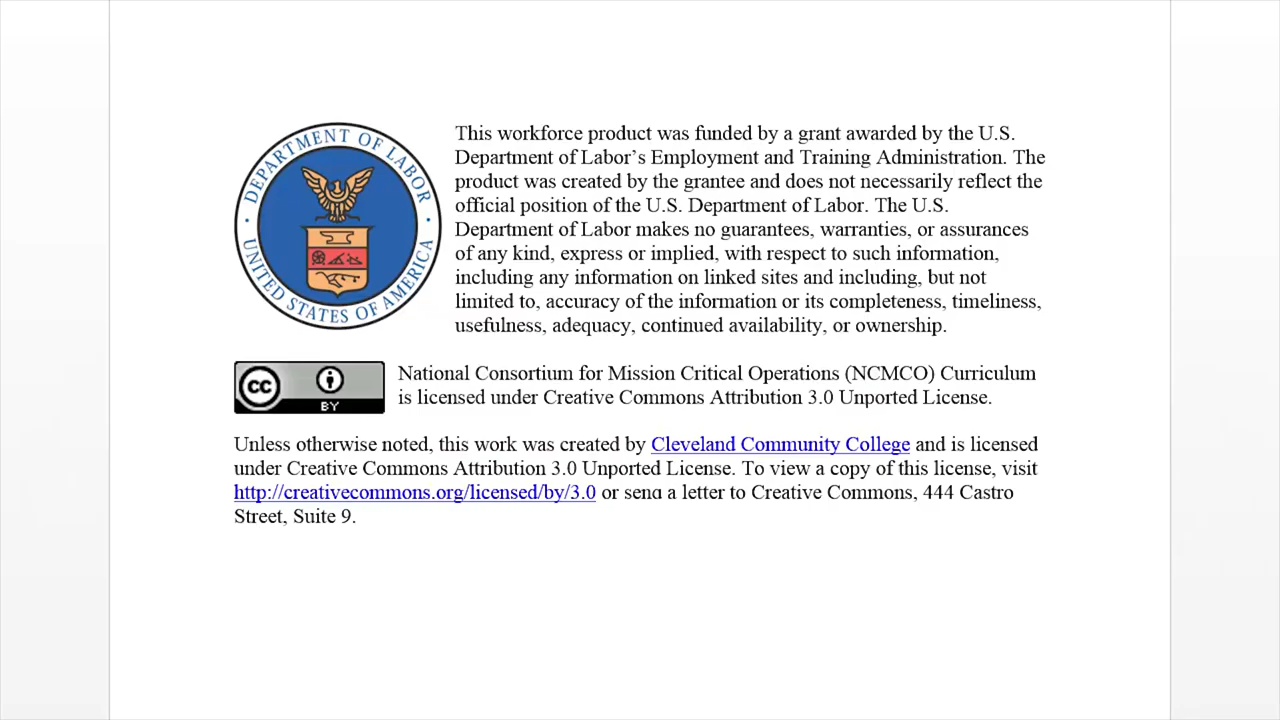 DEPARTMENT OF LABOR
UNITED STATES OF AMERICA
This workforce product was funded by a grant awarded by the U.S.
Department of Labor’s Employment and Training Administration. The
product was created by the grantee and does not necessarily reflect the
official position of the U.S. Department of Labor. The U.S.
Department of Labor makes no guarantees, warranties, or assurances
of any kind, express or implied, with respect to such information,
including any information on linked sites and including, but not
limited to, accuracy of the information or its completeness, timeliness,
usefulness, adequacy, continued availability, or ownership.
cc
BY
National Consortium for Mission Critical Operations (NCMCO) Curriculum
is licensed under Creative Commons Attribution 3.0 Unported License.
Unless otherwise noted, this work was created by Cleveland Community College and is licensed
under Creative Commons Attribution 3.0 Unported License. To view a copy of this license, visit
http://creativecommons.org/licensed/by/3.0 or send a letter to Creative Commons, 444 Castro
Street, Suite 9.